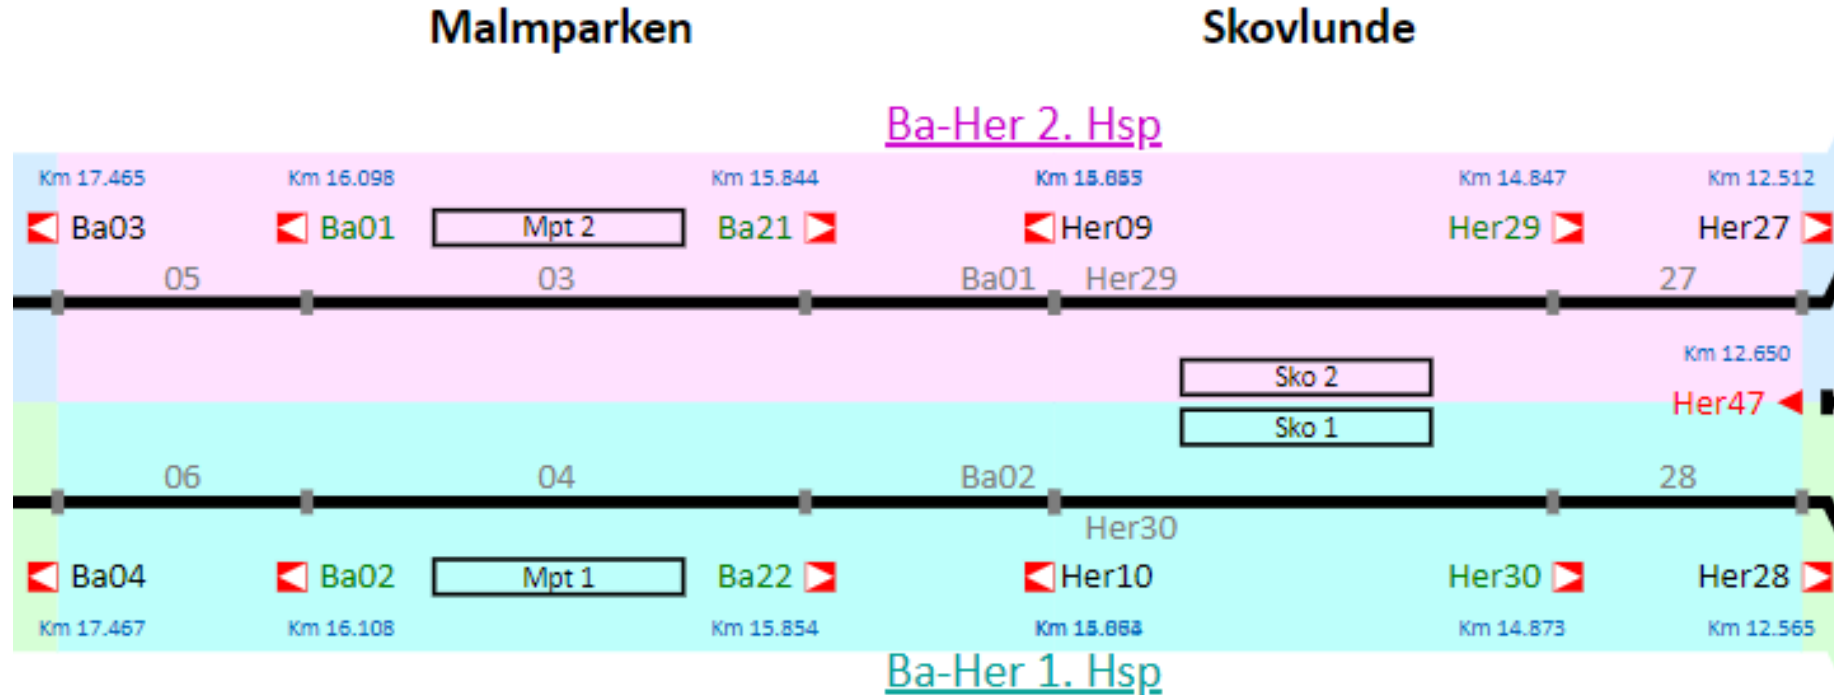 Malmparken Skovlunde
Ba-Her 2. Hsp
Km 17.465 Km 16.098 Km 15.844 Km Km 14.847 Km 12.512
Ba03 Ba01 Mpt 2 Ba21 Her09 Her29 Her27
05 03 Ba01 Her29 27
Km 12.650
Sko 2
Her47
Sko 1
06 04 Ba02 28
Her30
Ba04 Ba02 Mpt 1 Ba22 Her10 Her30 Her28
Km 17.467 Km 16.108 Km 15.854 Km Km 14.873 Km 12.565
Ba-Her 1. Hsp